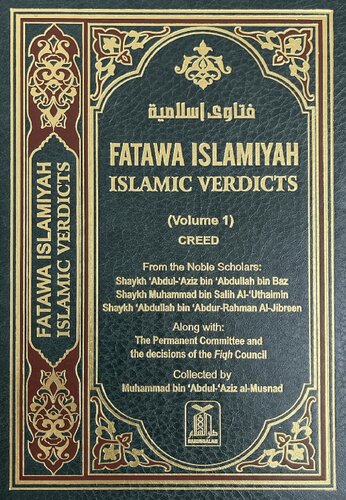 فتاوى إسلامية
FATAWA ISLAMIYAH
ISLAMIC VERDICTS
(Volume 1)
CREED
From the Noble Scholars:
Shaykh ‘Abdul-‘Aziz bin ‘Abdullah bin Baz
Shaykh Muhammad bin Salih Al-‘Uthaimin
Shaykh ‘Abdullah bin ‘Abdur-Rahman Al-Jibreen
Along with:
The Permanent Committee and
the decisions of the Fiqh Council
Collected by
Muhammad bin ‘Abdul-‘Aziz al-Musnad
DARUSSALAM
FATAWA ISLAMIYAH
ISLAMIC VERDICTS